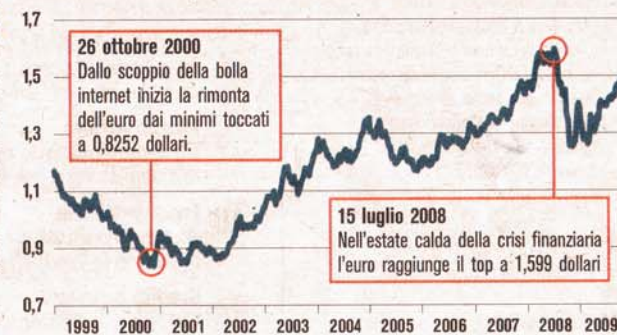 1,7
1,5
1,3
1,1
0,9
0,7
26 ottobre 2000
Dallo scoppio della bolla
internet inizia la rimonta
dell'euro dai minimi toccati
a 0,8252 dollari.
15 luglio 2008
Nell'estate calda della crisi finanziaria
l'euro raggiunge il top a 1,599 dollari
1999 2000 2001 2002 2003 2004 2005 2006 2007 2008 2009